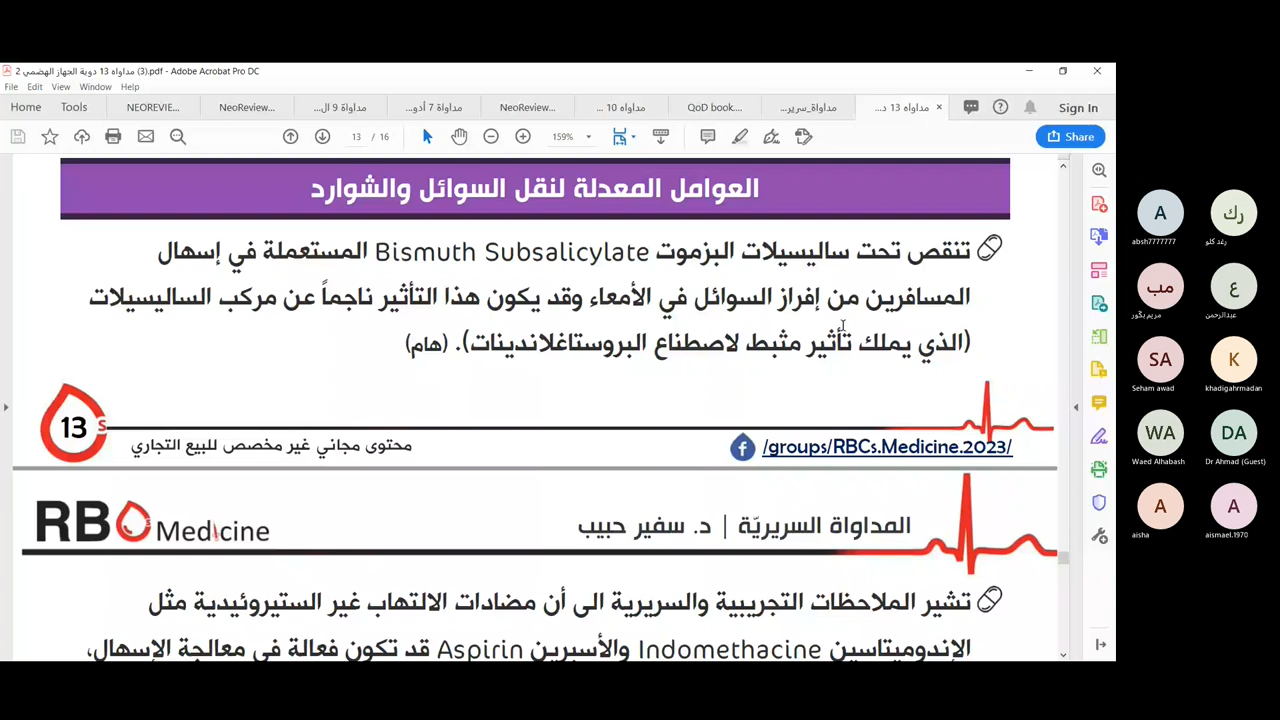 مداواه 13 دوية الجهاز الهضمي 2 (3).pdf - Adobe Acrobat Pro DC
File Edit View Window Help
Home Tools NEOREVIE... NeoReview... مداواة 9 ال... مداواة 7 أدو... NeoReview... مداواه 10 ... QoD book.... مداواة_سرير... مداواه 13 د... × Sign In
13 / 16 159% Share
العوامل المعدلة لنقل السوائل والشوارد
تنقص تحت ساليسيلات البزموت Bismuth Subsalicylate المستعملة في إسهال
المسافرين من إفراز السوائل في الأمعاء وقد يكون هذا التأثير ناجماً عن مركب الساليسيلات
(الذي يملك تأثير مثبط لاصطناع البروستاغلاندينات). (هام)
13 S
محتوى مجاني غير مخصص للبيع التجاري
/groups/RBCs.Medicine.2023/
RB Medicine
المداواة السريريّة | د. سفير حبيب
تشير الملاحظات التجريبية والسريرية الى أن مضادات الالتهاب غير الستيروئيدية مثل
الإندوميتاسين Indomethacine والأسبرين Aspirin قد تكون فعالة في معالجة الإسهال،
A رك
absh7777777 رغد كلو
مب ع
مريم بكور عبدالرحمن
SA K
Seham awad khadigahrmadan
WA DA
Waed Alhabash Dr Ahmad (Guest)
A A
aisha aismael.1970